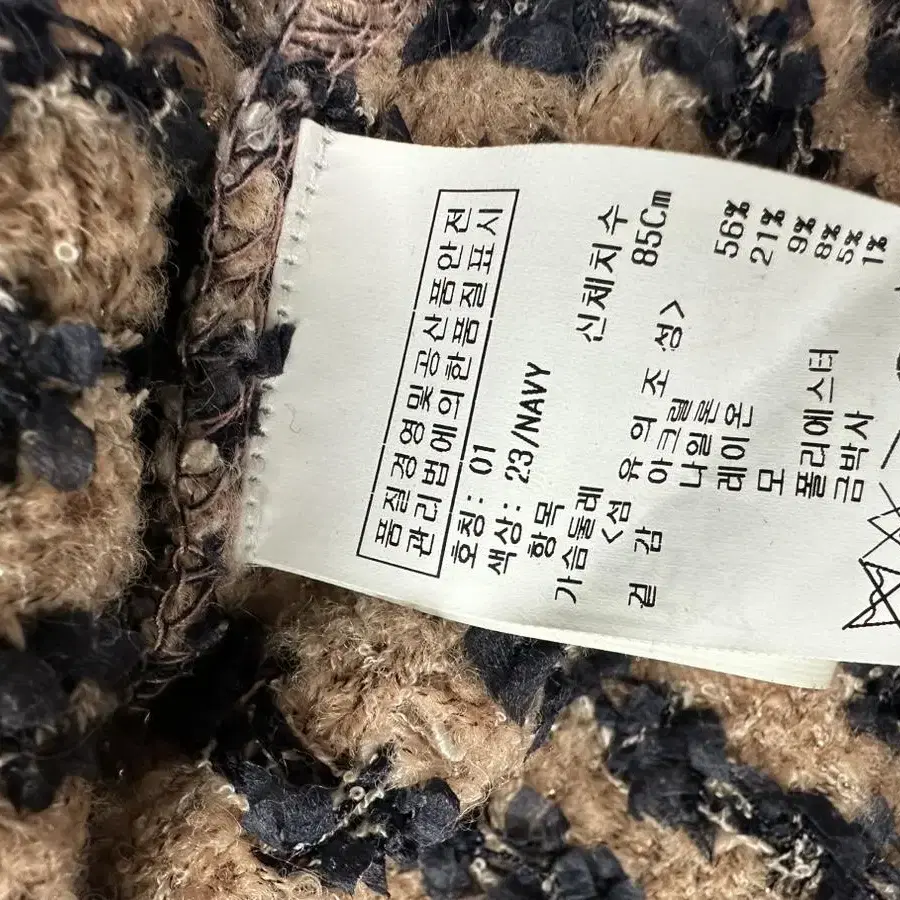 품질경영및공산품안전
관리법에의한품질표시
호칭: 01
색상: 23/NAVY
항목 신체치수
가슴둘레 85Cm
<섬 유 의 조 성>
겉 감 아크릴 56%
나일론 21%
레이온 9%
모 8%
폴리에스터 5%
금박사 1%